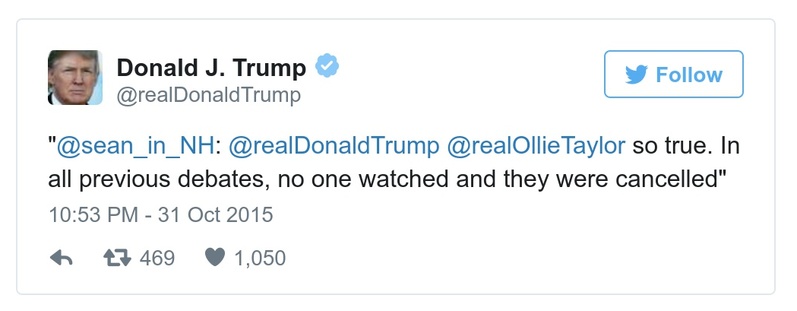 Donald J. Trump
@realDonaldTrump
Follow
"@sean_in_NH: @realDonaldTrump @realOllieTaylor so true. In
all previous debates, no one watched and they were cancelled"
10:53 PM - 31 Oct 2015
469 1,050